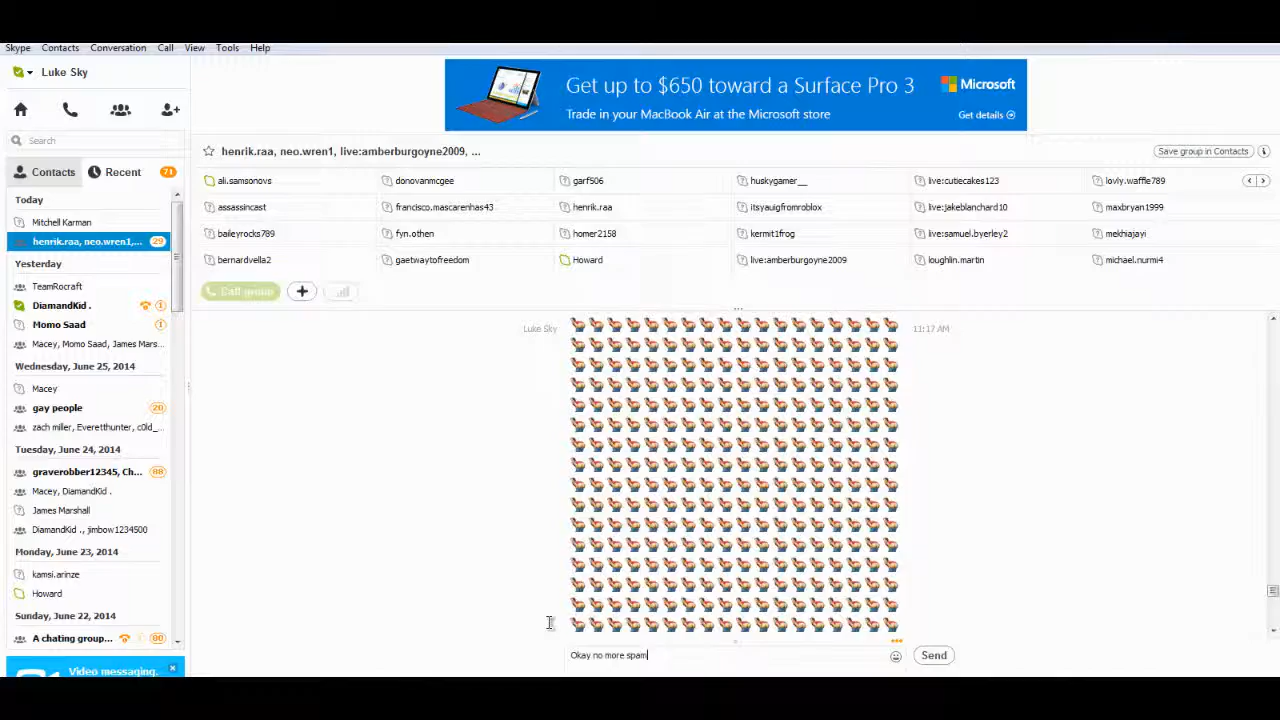 Skype Contacts Conversation Call View Tools Help
Luke Sky
Get up to $650 toward a Surface Pro 3
Microsoft
Trade in your MacBook Air at the Microsoft store
Get details
Search
henrik.raa, neo.wren1, live:amberburgoyne2009, ...
Save group in Contacts
Contacts Recent 71
ali.samsonovs donovanmcgee garf506 huskygamer__ live:cutiecakes123 lovly.waffle789
assassincast francisco.mascarenhas43 henrik.raa itsyauigfromroblox live:jakeblanchard10 maxbryan1999
baileyrocks789 fyn.othen homer2158 kermit1frog live:samuel.byerley2 mekhiajayi
bernardvella2 gaetwaytofreedom Howard live:amberburgoyne2009 loughlin.martin michael.nurmi4
Call group
Today
Mitchell Karman
henrik.raa, neo.wren1,... 29
Yesterday
TeamRocraft
DiamandKid . 1
Momo Saad 1
Macey, Momo Saad, James Mars...
Wednesday, June 25, 2014
Macey
gay people 20
zach miller, Everetthunter, c0ld_...
Tuesday, June 24, 2014
graverobber12345, Ch... 88
Macey, DiamandKid .
James Marshall
DiamandKid ., jimbow1234500
Monday, June 23, 2014
kamsi.arinze
Howard
Sunday, June 22, 2014
A chating group... 80
Video messaging.
Luke Sky
11:17 AM
Okay no more spam
Send